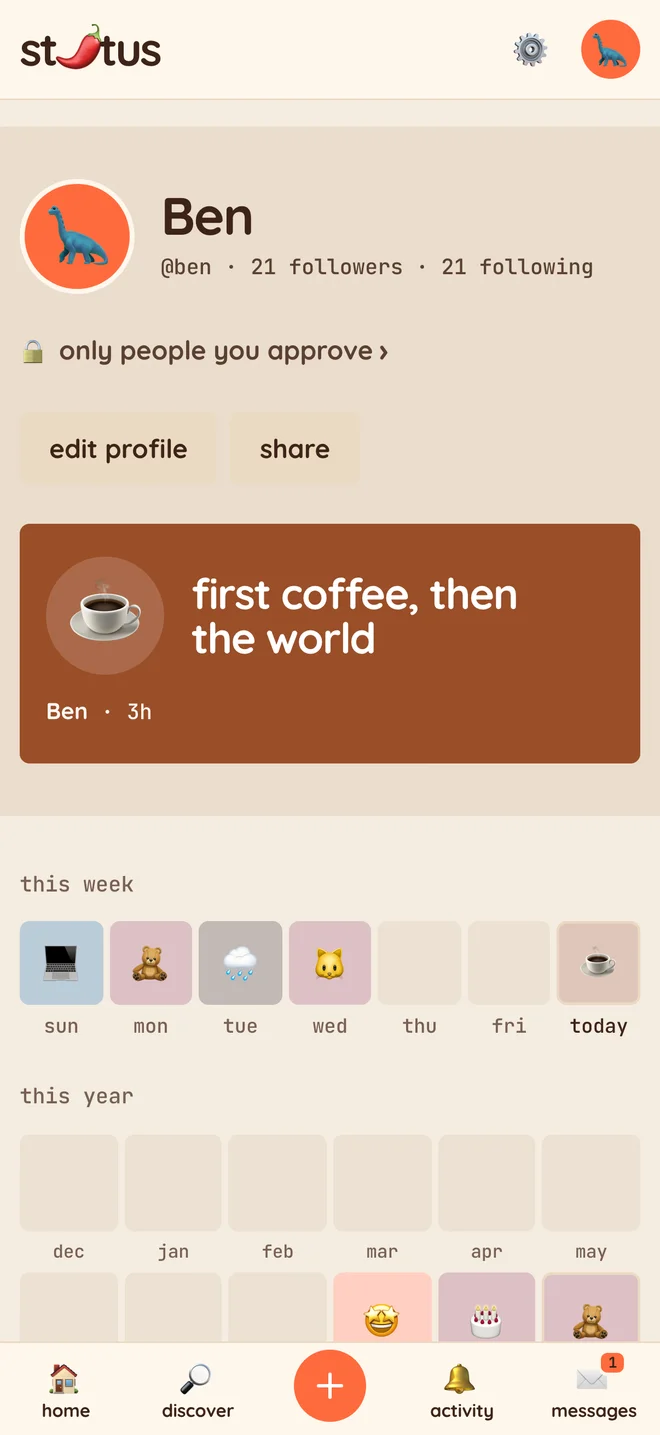 st🌶tus
Ben
@ben · 21 followers · 21 following
only people you approve ›
edit profile
share
first coffee, then
the world
Ben · 3h
this week
sun mon tue wed thu fri today
this year
dec jan feb mar apr may
1
home discover activity messages